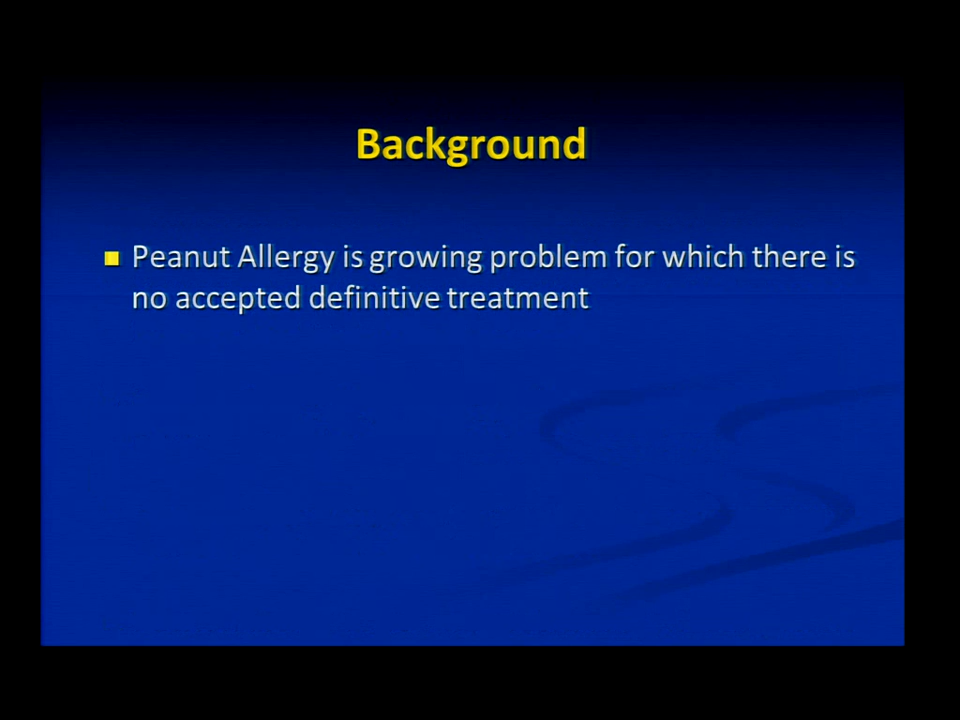 Background
Peanut Allergy is growing problem for which there is
no accepted definitive treatment